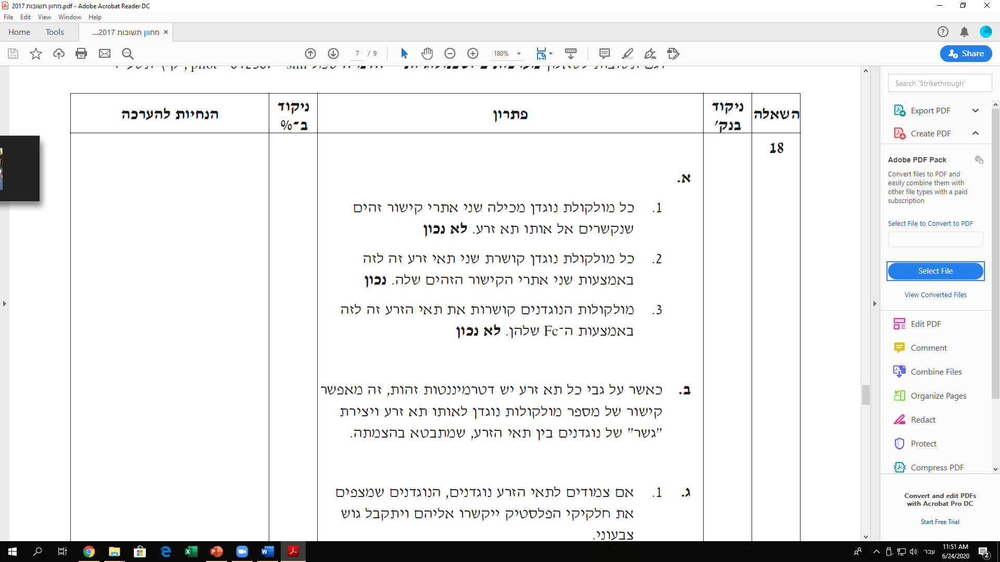 מחוון תשובות 2017.pdf - Adobe Acrobat Reader DC
File Edit View Window Help
Home Tools מחוון תשובות 2017....
7 / 9 180%
Share
השאלה ניקוד בנק' פתרון ניקוד ב־% הנחיות להערכה
18
א.
1. כל מולקולת נוגדן מכילה שני אתרי קישור זהים
שנקשרים אל אותו תא זרע. לא נכון
2. כל מולקולת נוגדן קושרת שני תאי זרע זה לזה
באמצעות שני אתרי הקישור הזהים שלה. נכון
3. מולקולות הנוגדנים קושרות את תאי הזרע זה לזה
באמצעות ה־Fc שלהן. לא נכון
ב. כאשר על גבי כל תא זרע יש דטרמיננטות זהות, זה מאפשר
קישור של מספר מולקולות נוגדן לאותו תא זרע ויצירת
"גשר" של נוגדנים בין תאי הזרע, שמתבטא בהצמתה.
ג. 1. אם צמודים לתאי הזרע נוגדנים, הנוגדנים שמצפים
את חלקיקי הפלסטיק ייקשרו אליהם ויתקבל גוש
צבעוני.
Search 'Strikethrough'
Export PDF
Create PDF
Adobe PDF Pack
Convert files to PDF and
easily combine them with
other file types with a paid
subscription
Select File to Convert to PDF
Select File
View Converted Files
Edit PDF
Comment
Combine Files
Organize Pages
Redact
Protect
Compress PDF
Convert and edit PDFs
with Acrobat Pro DC
Start Free Trial
עבר
11:51 AM
6/24/2020
2